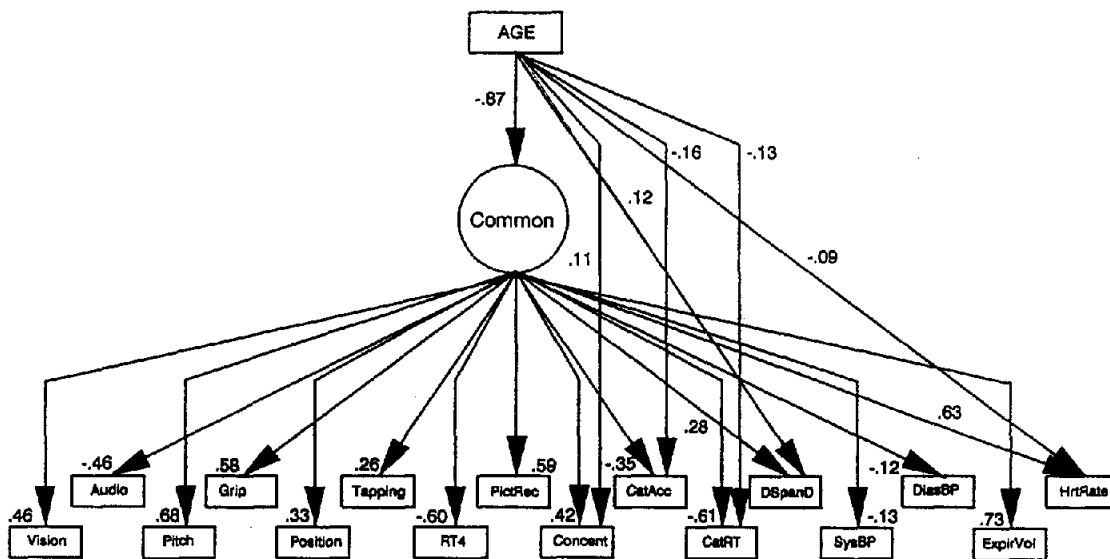 AGE
-.87
-.16
-.13
Common
.12
.11
-.09
.63
.28
-.46
.58
.26
.59
-.35
-.12
Audio
Grip
Tapping
PictRec
CatAcc
DSpanD
DiasBP
HrtRate
.46
.68
.33
-.60
.42
-.61
-.13
.73
Vision
Pitch
Position
RT4
Concent
CatRT
SysBP
ExpirVol